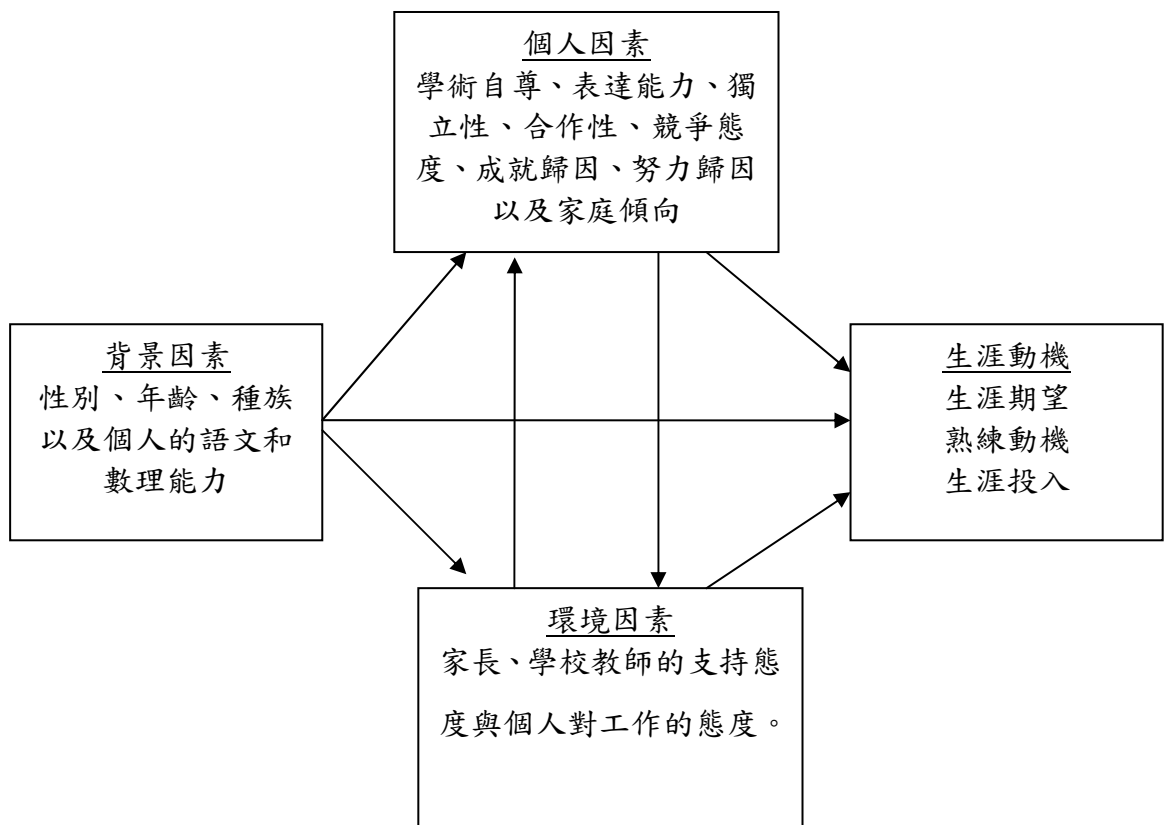 個人因素
學術自尊、表達能力、獨
立性、合作性、競爭態
度、成就歸因、努力歸因
以及家庭傾向
背景因素
性別、年齡、種族
以及個人的語文和
數理能力
生涯動機
生涯期望
熟練動機
生涯投入
環境因素
家長、學校教師的支持態
度與個人對工作的態度。